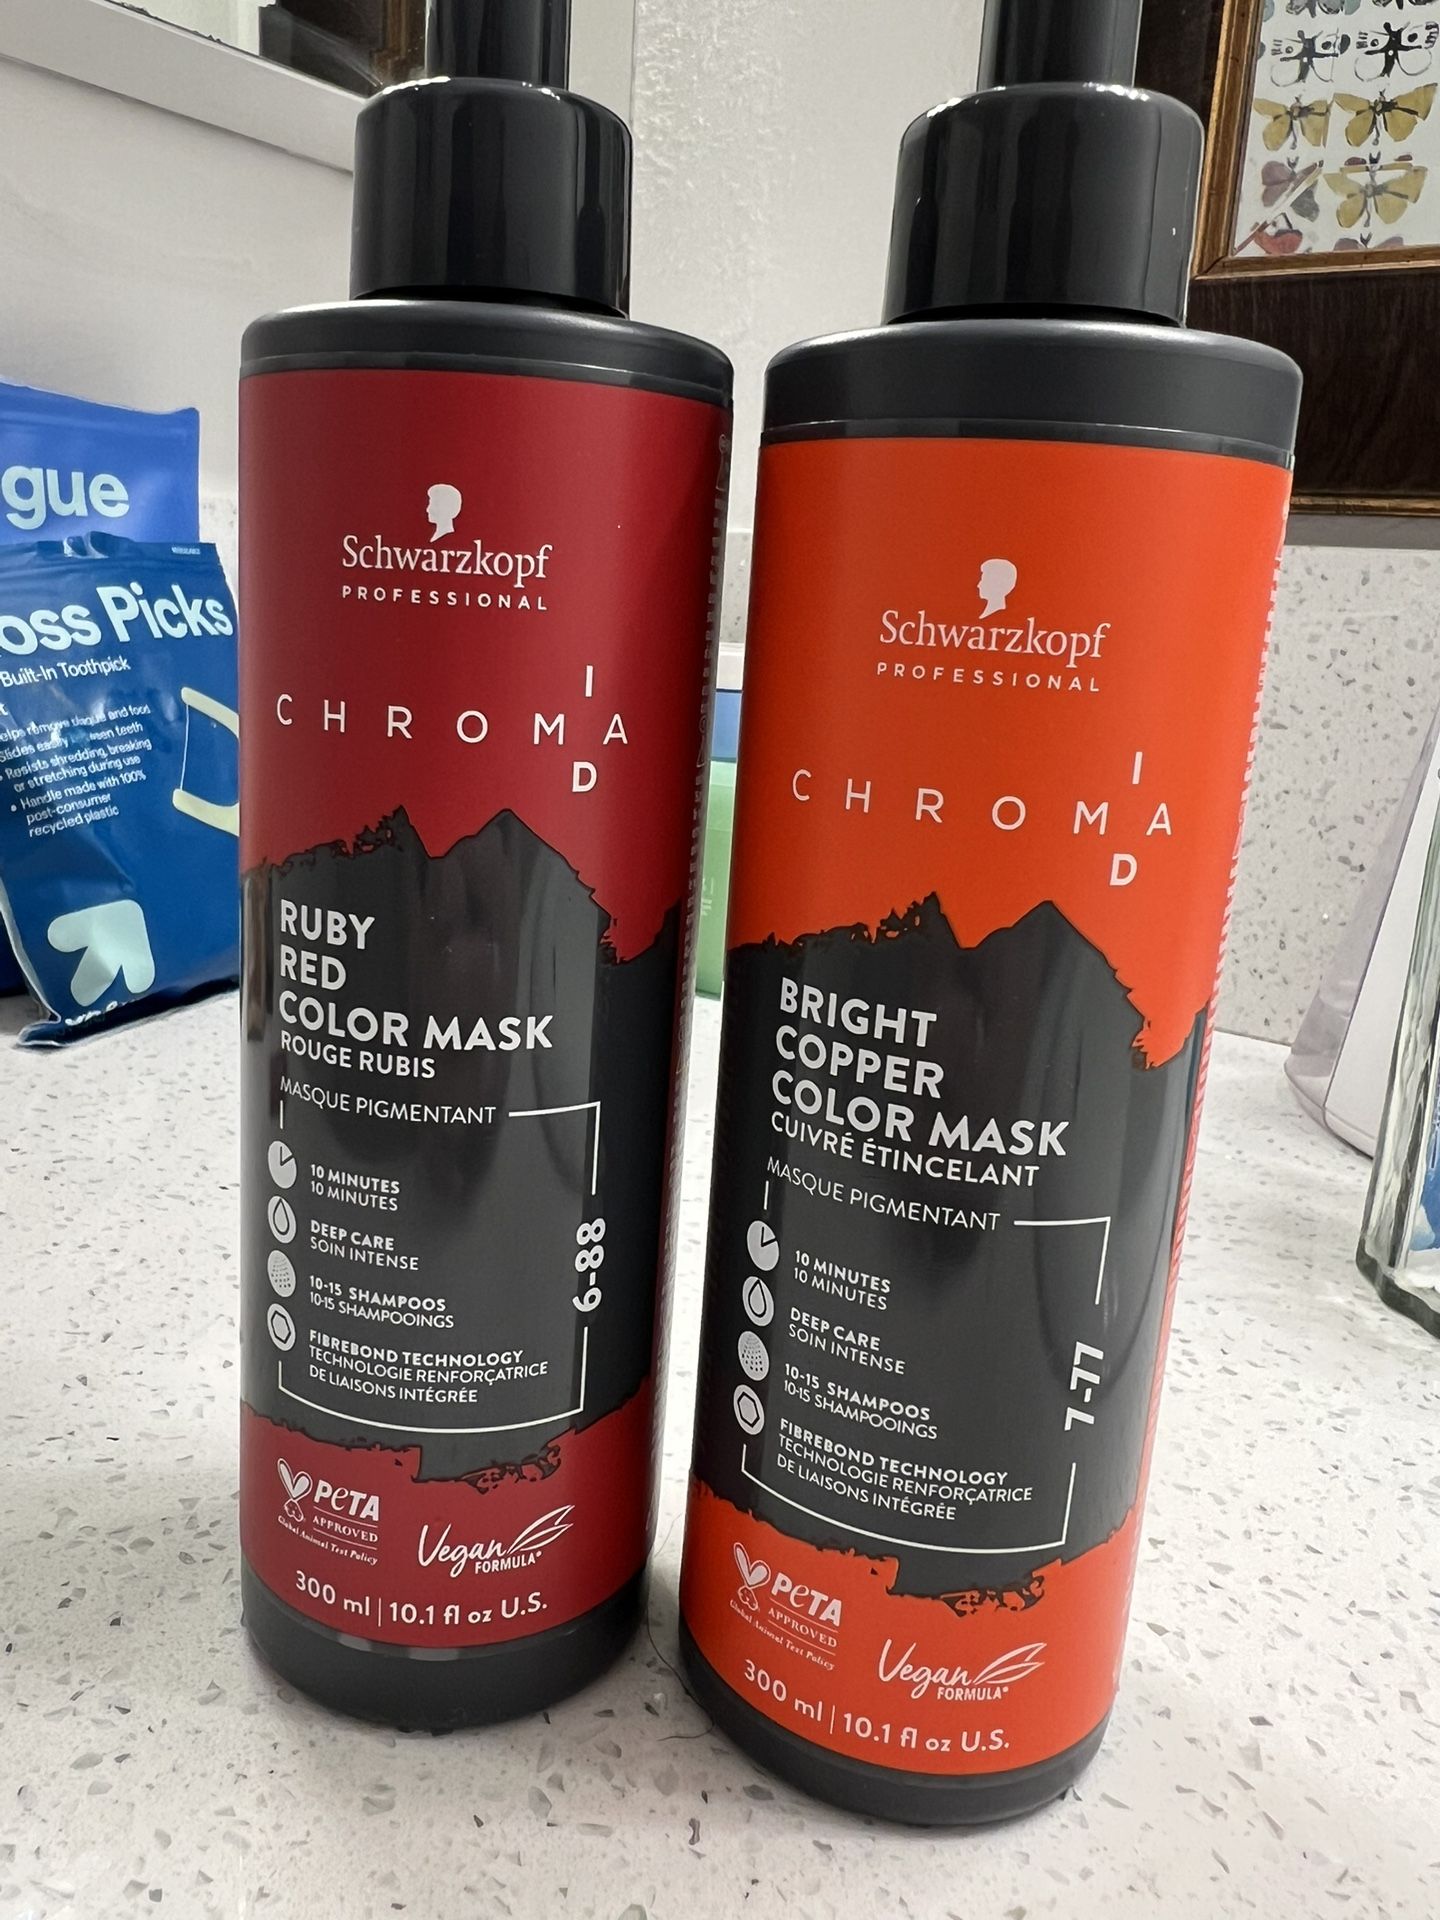 gue
oss Picks
Built-In Toothpick
elps remove plaque and food
Slides easily
een teeth
• Resists shredding, breaking
or stretching during use
• Handle made with 100%
post-consumer
recycled plastic
Schwarzkopf
PROFESSIONAL
I
CHROMA
D
RUBY
RED
COLOR MASK
ROUGE RUBIS
MASQUE PIGMENTANT
10 MINUTES
10 MINUTES
DEEP CARE
SOIN INTENSE
10-15 SHAMPOOS
10-15 SHAMPOOINGS
FIBREBOND TECHNOLOGY
TECHNOLOGIE RENFORÇATRICE
DE LIAISONS INTÉGRÉE
6-88
PETA
APPROVED
Global Animal Test Policy
Vegan
FORMULA®
300 ml | 10.1 fl oz U.S.
Schwarzkopf
PROFESSIONAL
I
CHROMA
D
BRIGHT
COPPER
COLOR MASK
CUIVRÉ ÉTINCELANT
MASQUE PIGMENTANT
10 MINUTES
10 MINUTES
DEEP CARE
SOIN INTENSE
10-15 SHAMPOOS
10-15 SHAMPOOINGS
FIBREBOND TECHNOLOGY
TECHNOLOGIE RENFORÇATRICE
DE LIAISONS INTÉGRÉE
7-77
PETA
APPROVED
Global Animal Test Policy
Vegan
FORMULA®
300 ml | 10.1 fl oz U.S.